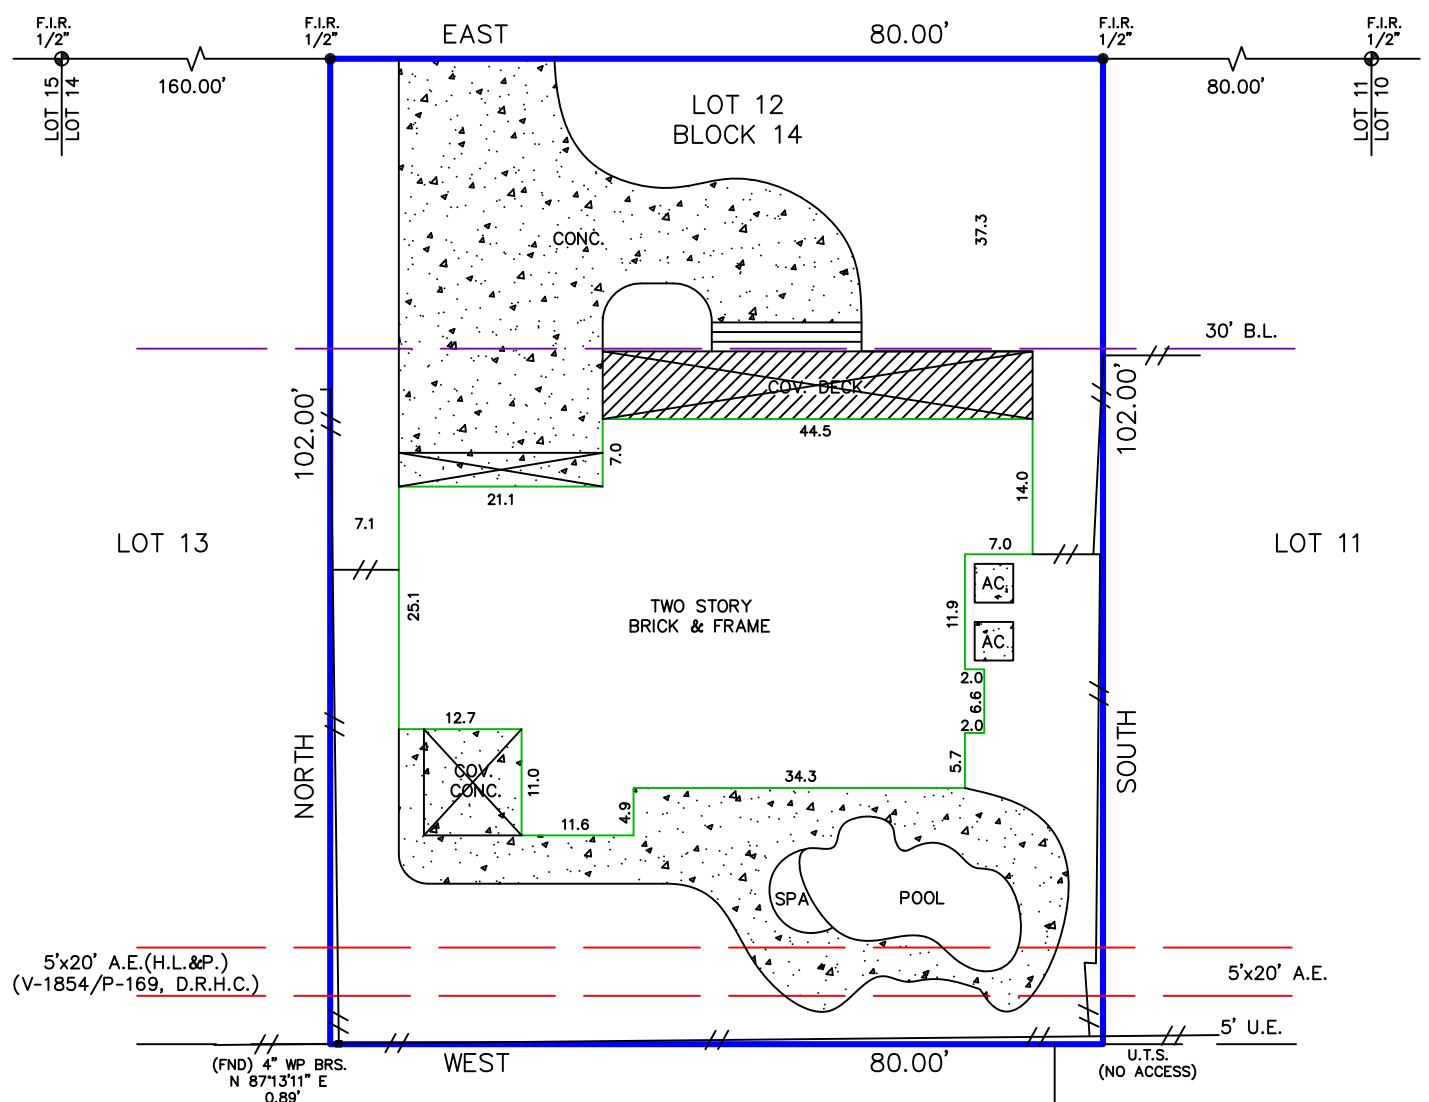 F.I.R.
1/2"
F.I.R.
1/2"
EAST
80.00'
F.I.R.
1/2"
F.I.R.
1/2"
160.00'
80.00'
LOT 15
LOT 14
LOT 11
LOT 10
LOT 12
BLOCK 14
CONC.
37.3
30' B.L.
102.00'
102.00'
COV. DECK
44.5
7.0
14.0
21.1
7.1
LOT 13
LOT 11
7.0
AC
25.1
TWO STORY
BRICK & FRAME
11.9
AC
2.0
6.6
2.0
12.7
NORTH
SOUTH
COV.
CONC.
11.0
5.7
34.3
4.9
11.6
SPA
POOL
5'x20' A.E.(H.L.&P.)
(V-1854/P-169, D.R.H.C.)
5'x20' A.E.
5' U.E.
WEST
80.00'
(FND) 4" WP BRS.
N 87°13'11" E
0.89'
U.T.S.
(NO ACCESS)